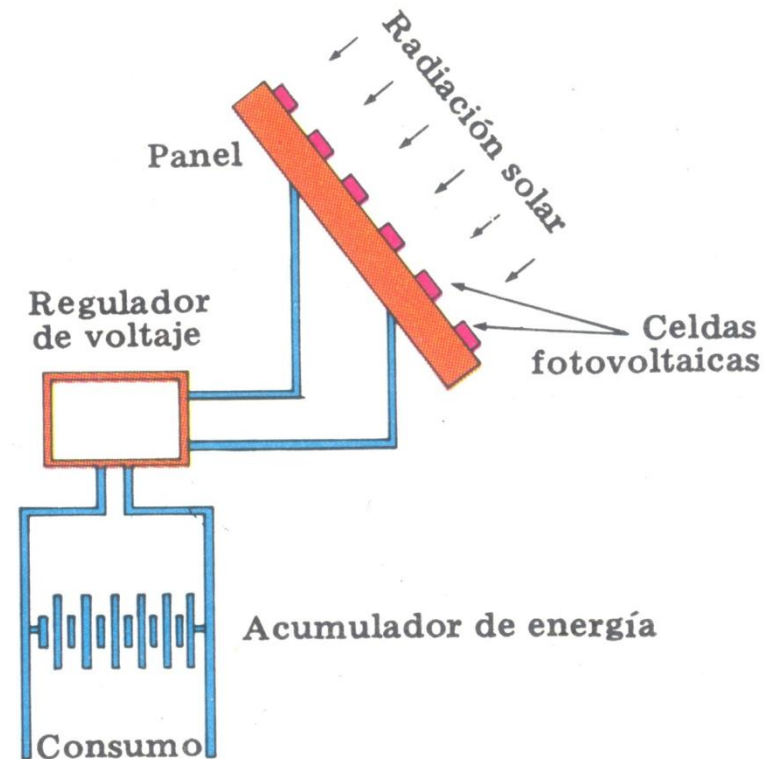 Radiación solar
Panel
Regulador
de voltaje
Celdas
fotovoltaicas
Acumulador de energía
Consumo